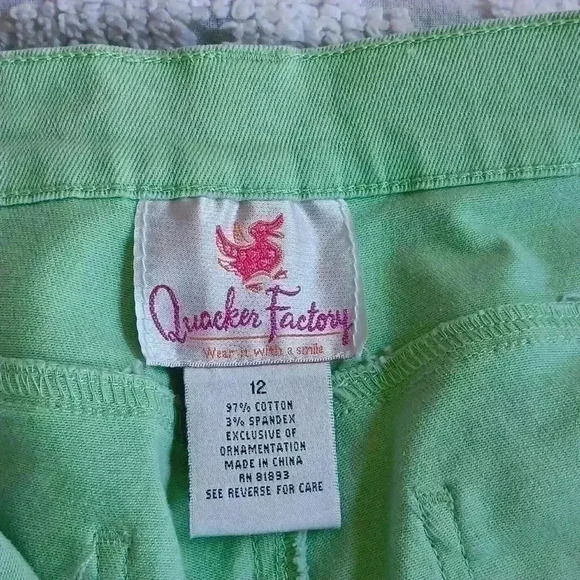 Quacker Factory
Wear it with a smile
12
97% COTTON
3% SPANDEX
EXCLUSIVE OF
ORNAMENTATION
MADE IN CHINA
RN 81893
SEE REVERSE FOR CARE